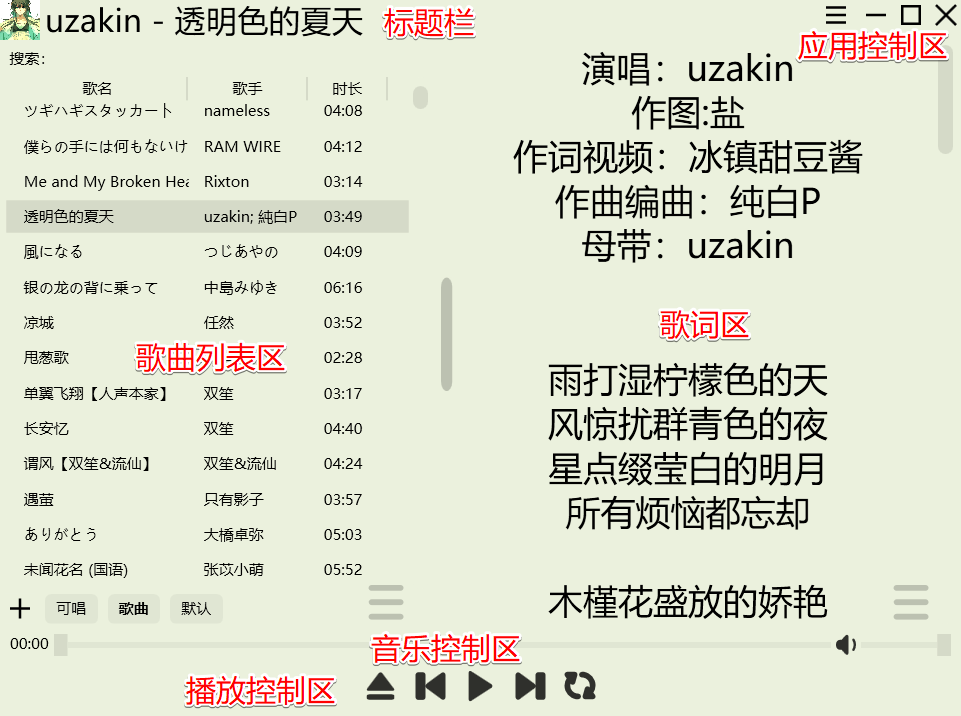 uzakin - 透明色的夏天
标题栏
应用控制区
搜索:
歌名 歌手 时长
ツギハギスタッカート nameless 04:08
僕らの手には何もないけ RAM WIRE 04:12
Me and My Broken Hea Rixton 03:14
透明色的夏天 uzakin; 純白P 03:49
風になる つじあやの 04:09
银の龙の背に乗って 中島みゆき 06:16
凉城 任然 03:52
甩葱歌 02:28
歌曲列表区
单翼飞翔【人声本家】 双笙 03:17
长安忆 双笙 04:40
谓风【双笙&流仙】 双笙&流仙 04:24
遇萤 只有影子 03:57
ありがとう 大橋卓弥 05:03
未闻花名 (国语) 张苡小萌 05:52
可唱 歌曲 默认
演唱：uzakin
作图:盐
作词视频：冰镇甜豆酱
作曲编曲：纯白P
母带：uzakin
歌词区
雨打湿柠檬色的天
风惊扰群青色的夜
星点缀莹白的明月
所有烦恼都忘却
木槿花盛放的娇艳
00:00
音乐控制区
播放控制区